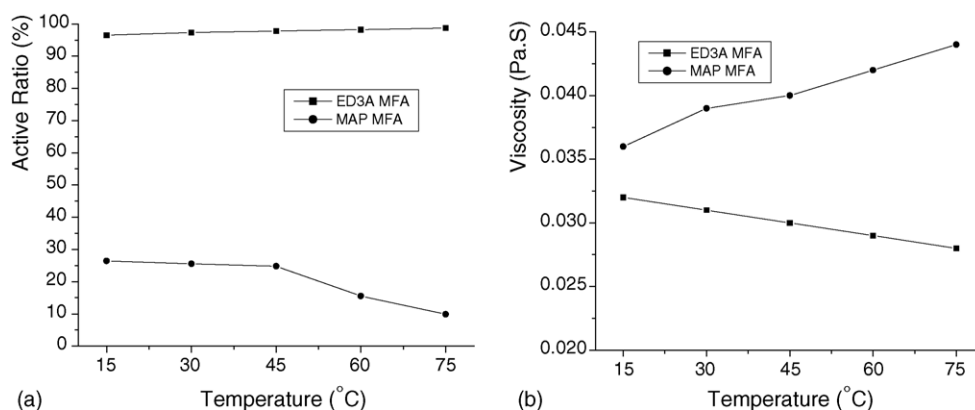 Active Ratio (%)
100
90
80
70
60
50
40
30
20
10
0
ED3A MFA
MAP MFA
15 30 45 60 75
(a) Temperature (°C)
Viscosity (Pa.S)
0.045
0.040
0.035
0.030
0.025
0.020
ED3A MFA
MAP MFA
15 30 45 60 75
(b) Temperature (°C)